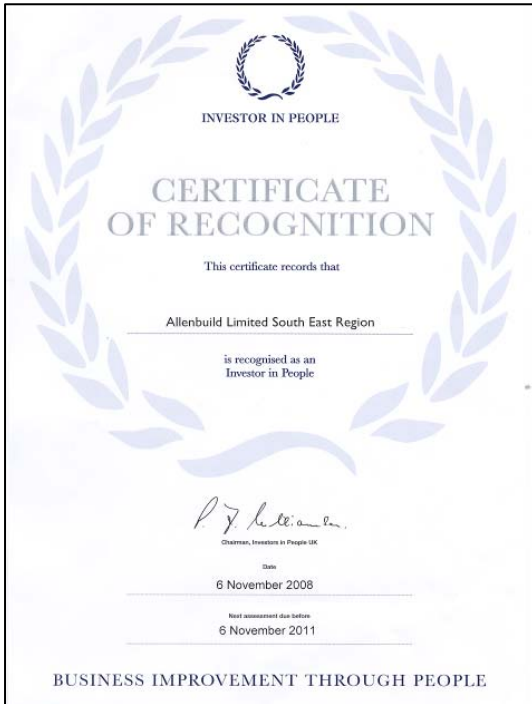 INVESTOR IN PEOPLE
CERTIFICATE
OF RECOGNITION
This certificate records that
Allenbuild Limited South East Region
is recognised as an
Investor in People
Chairman, Investors in People UK
Date
6 November 2008
Next assessment due before
6 November 2011
BUSINESS IMPROVEMENT THROUGH PEOPLE